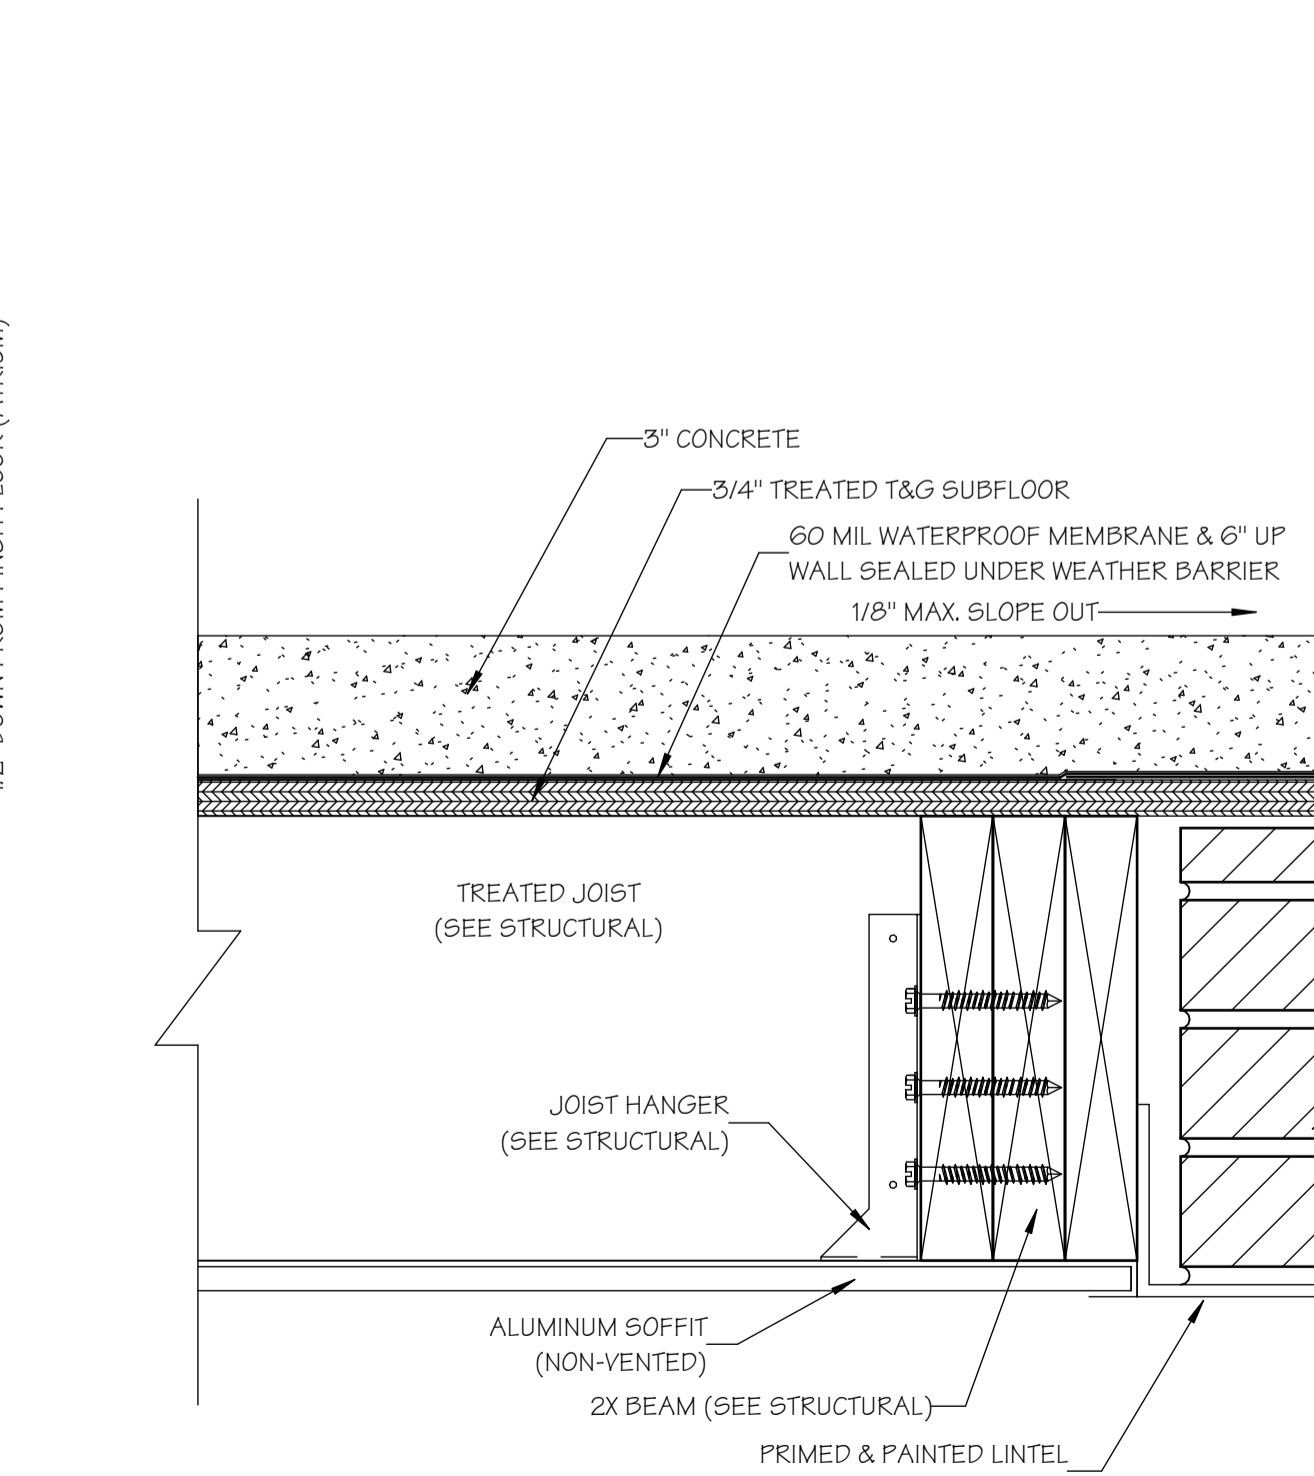 3" CONCRETE
3/4" TREATED T&G SUBFLOOR
60 MIL WATERPROOF MEMBRANE & 6" UP
WALL SEALED UNDER WEATHER BARRIER
1/8" MAX. SLOPE OUT
TREATED JOIST
(SEE STRUCTURAL)
JOIST HANGER
(SEE STRUCTURAL)
ALUMINUM SOFFIT
(NON-VENTED)
2X BEAM (SEE STRUCTURAL)
PRIMED & PAINTED LINTEL